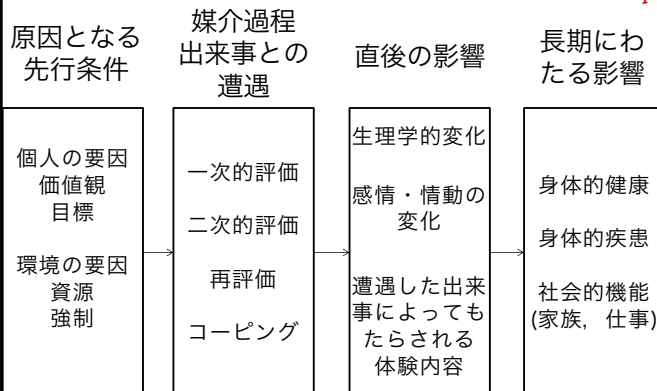 原因となる
先行条件
媒介過程
出来事との
遭遇
直後の影響
長期にわ
たる影響
個人の要因
価値観
目標
環境の要因
資源
強制
一次的評価
二次的評価
再評価
コーピング
生理学的変化
感情・情動の
変化
遭遇した出来
事によっても
たらされる
体験内容
身体的健康
身体的疾患
社会的機能
(家族，仕事)